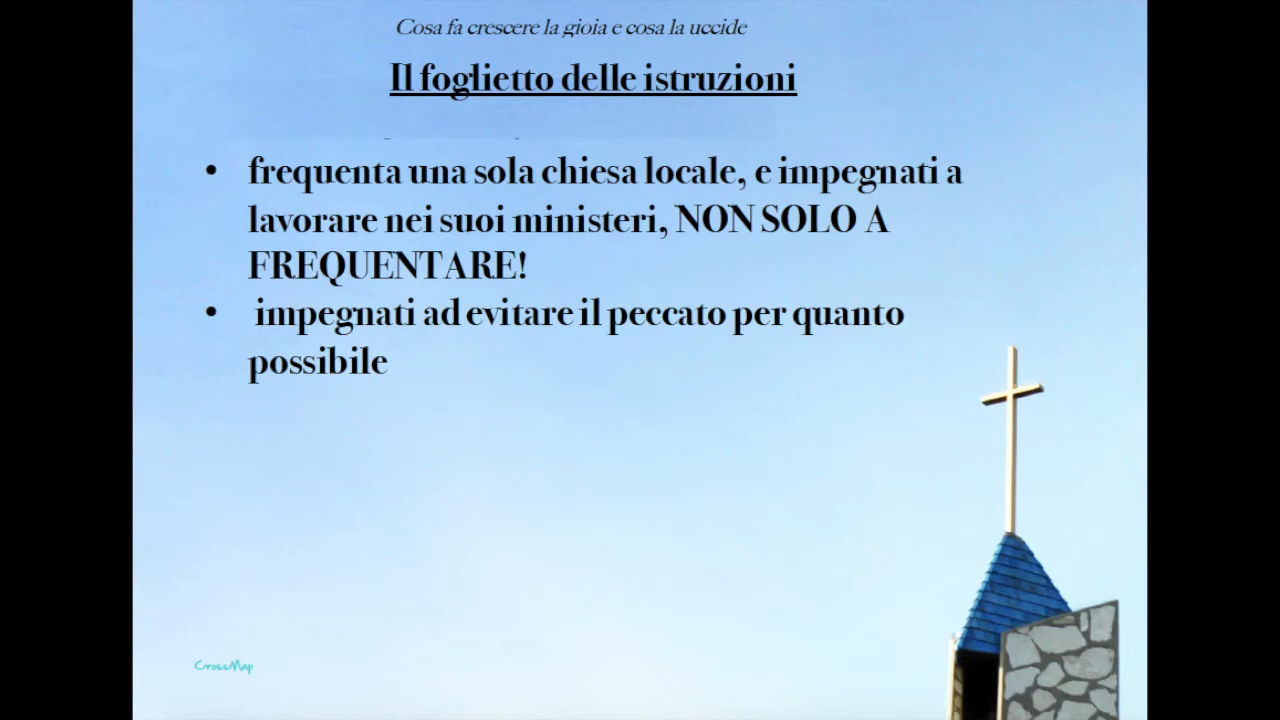 Cosa fa crescere la gioia e cosa la uccide
Il foglietto delle istruzioni
• frequenta una sola chiesa locale, e impegnati a
lavorare nei suoi ministeri, NON SOLO A
FREQUENTARE!
• impegnati ad evitare il peccato per quanto
possibile
CrossMap